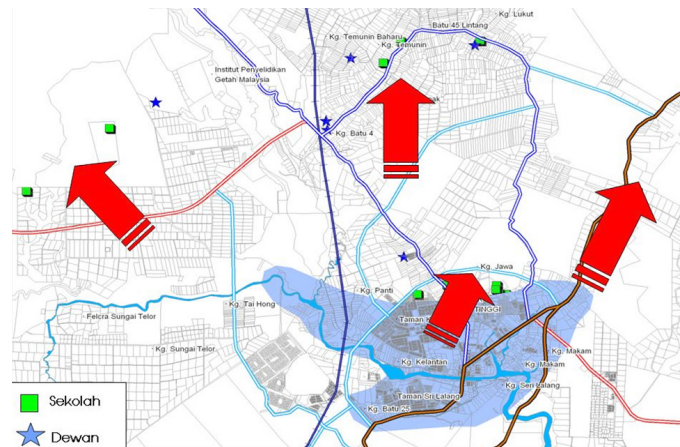 Kg. Lukut
Batu 45 Lintang
Kg. Temunin Baharu
Kg. Temunin
Institut Penyelidikan
Getah Malaysia
Kg. Batu 4
Kg. Jawa
Kg. Panti
Kg. Tai Hong
TINGGI
Felcra Sungai Telor
Taman
Kg. Sungai Telor
Kg. Makam
Kg. Kelantan
Kg. Makam
Kg. Seri Lalang
Taman Sri Lalang
Kg. Batu 25
Sekolah
Dewan